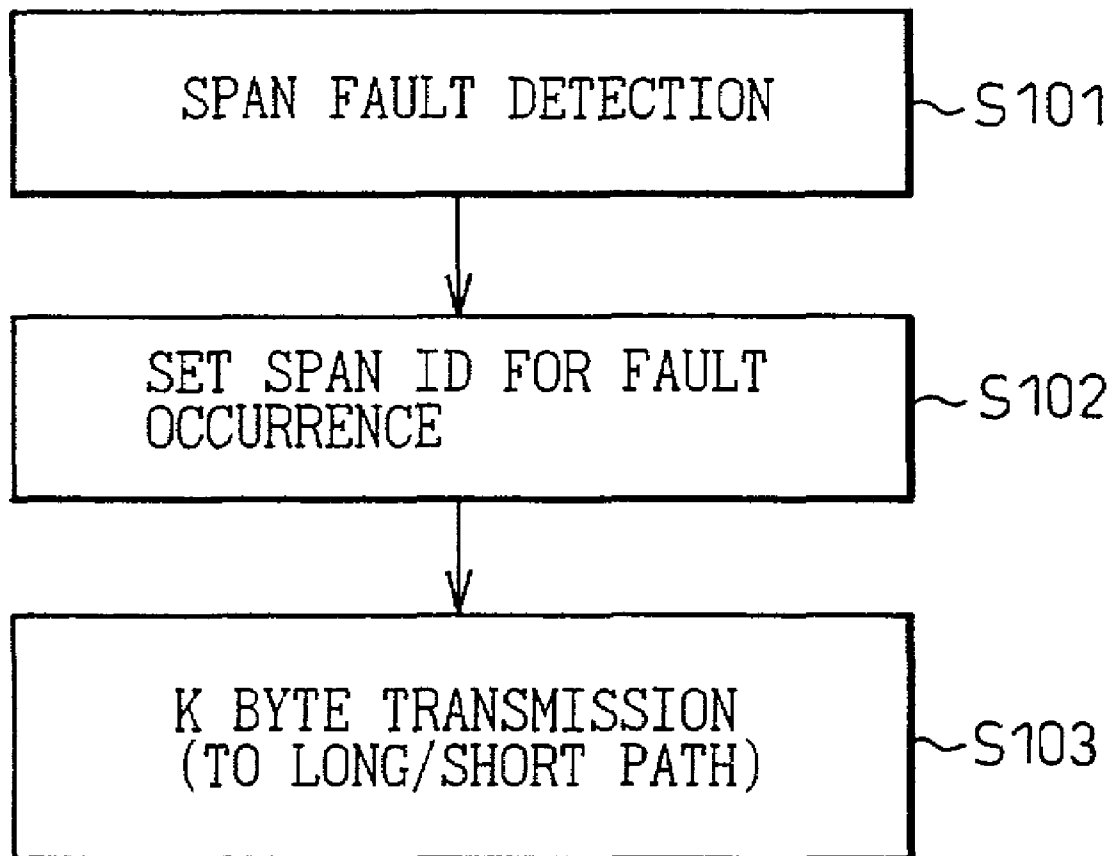 SPAN FAULT DETECTION
S101
SET SPAN ID FOR FAULT
OCCURRENCE
S102
K BYTE TRANSMISSION
(TO LONG/SHORT PATH)
S103